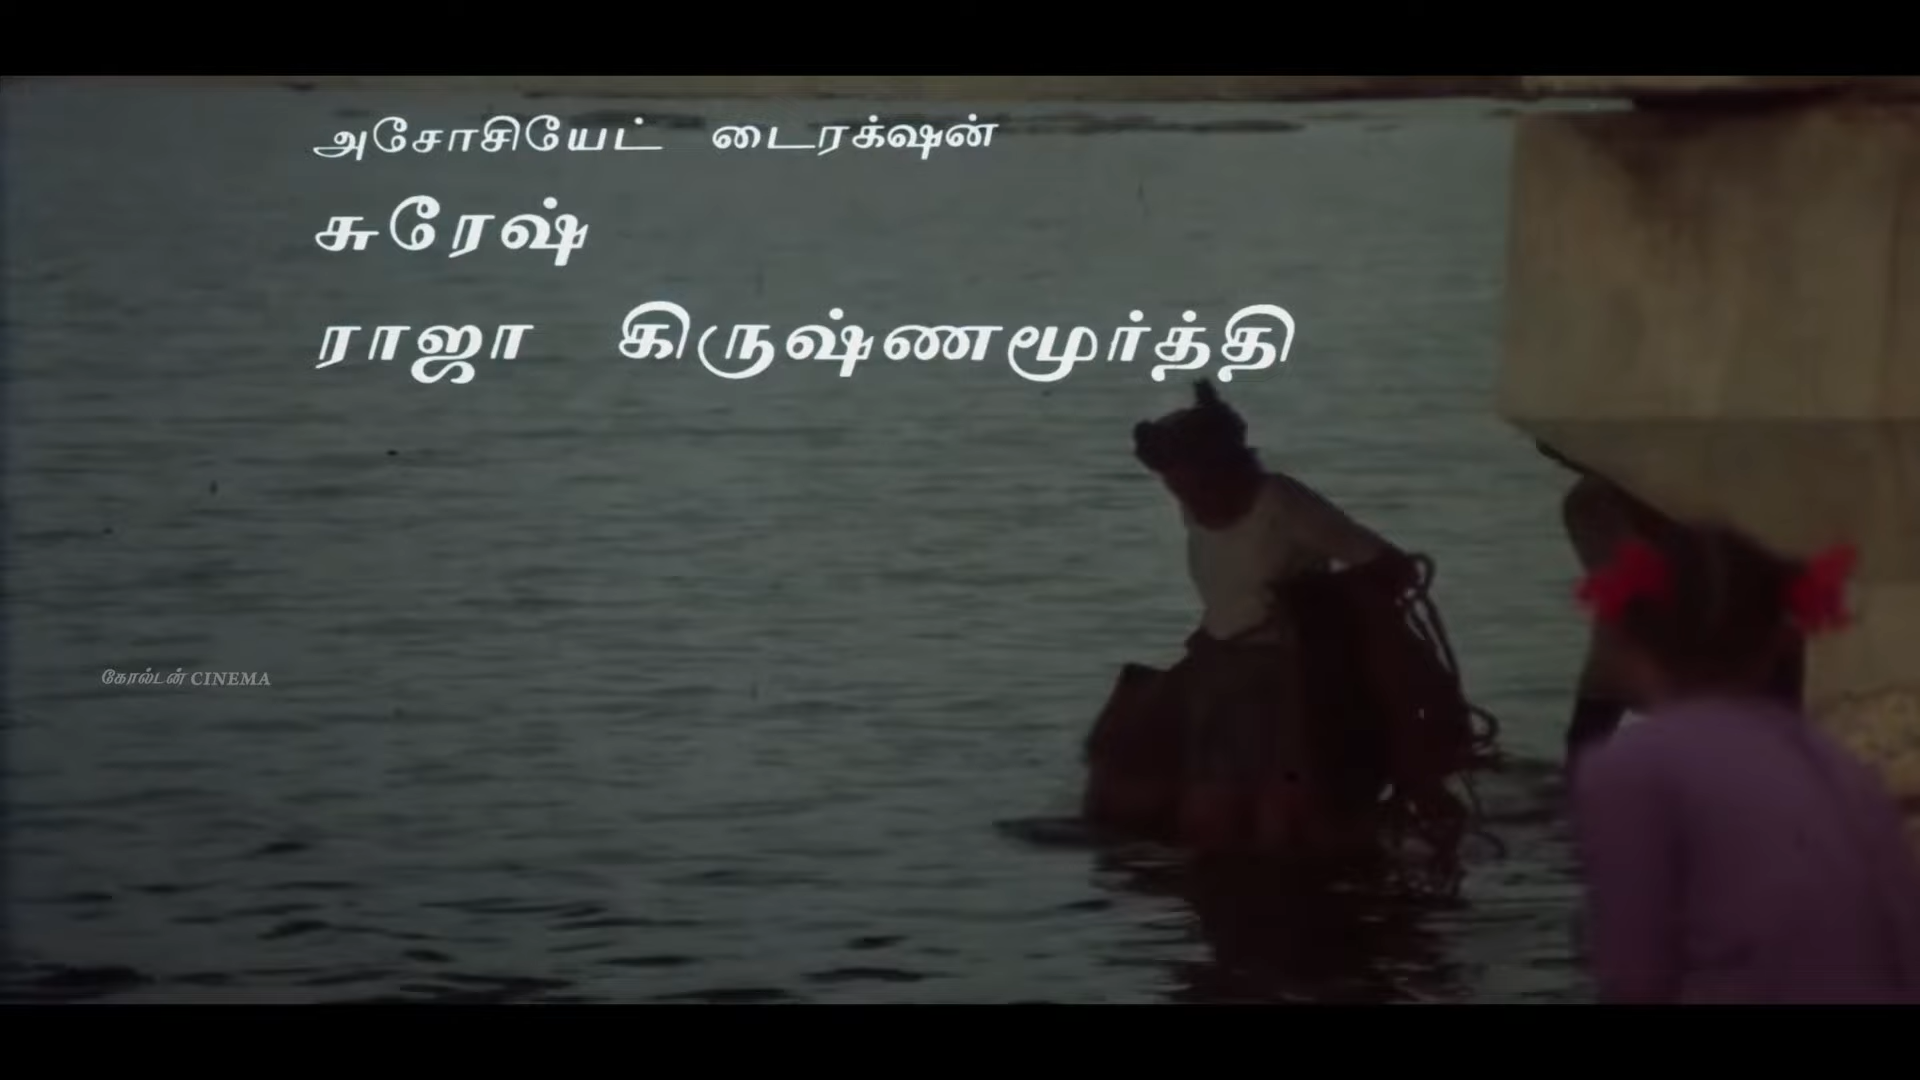 அசோசியேட் டைரக்‌ஷன்
சுரேஷ்
ராஜா கிருஷ்ணமூர்த்தி
கோல்டன் CINEMA